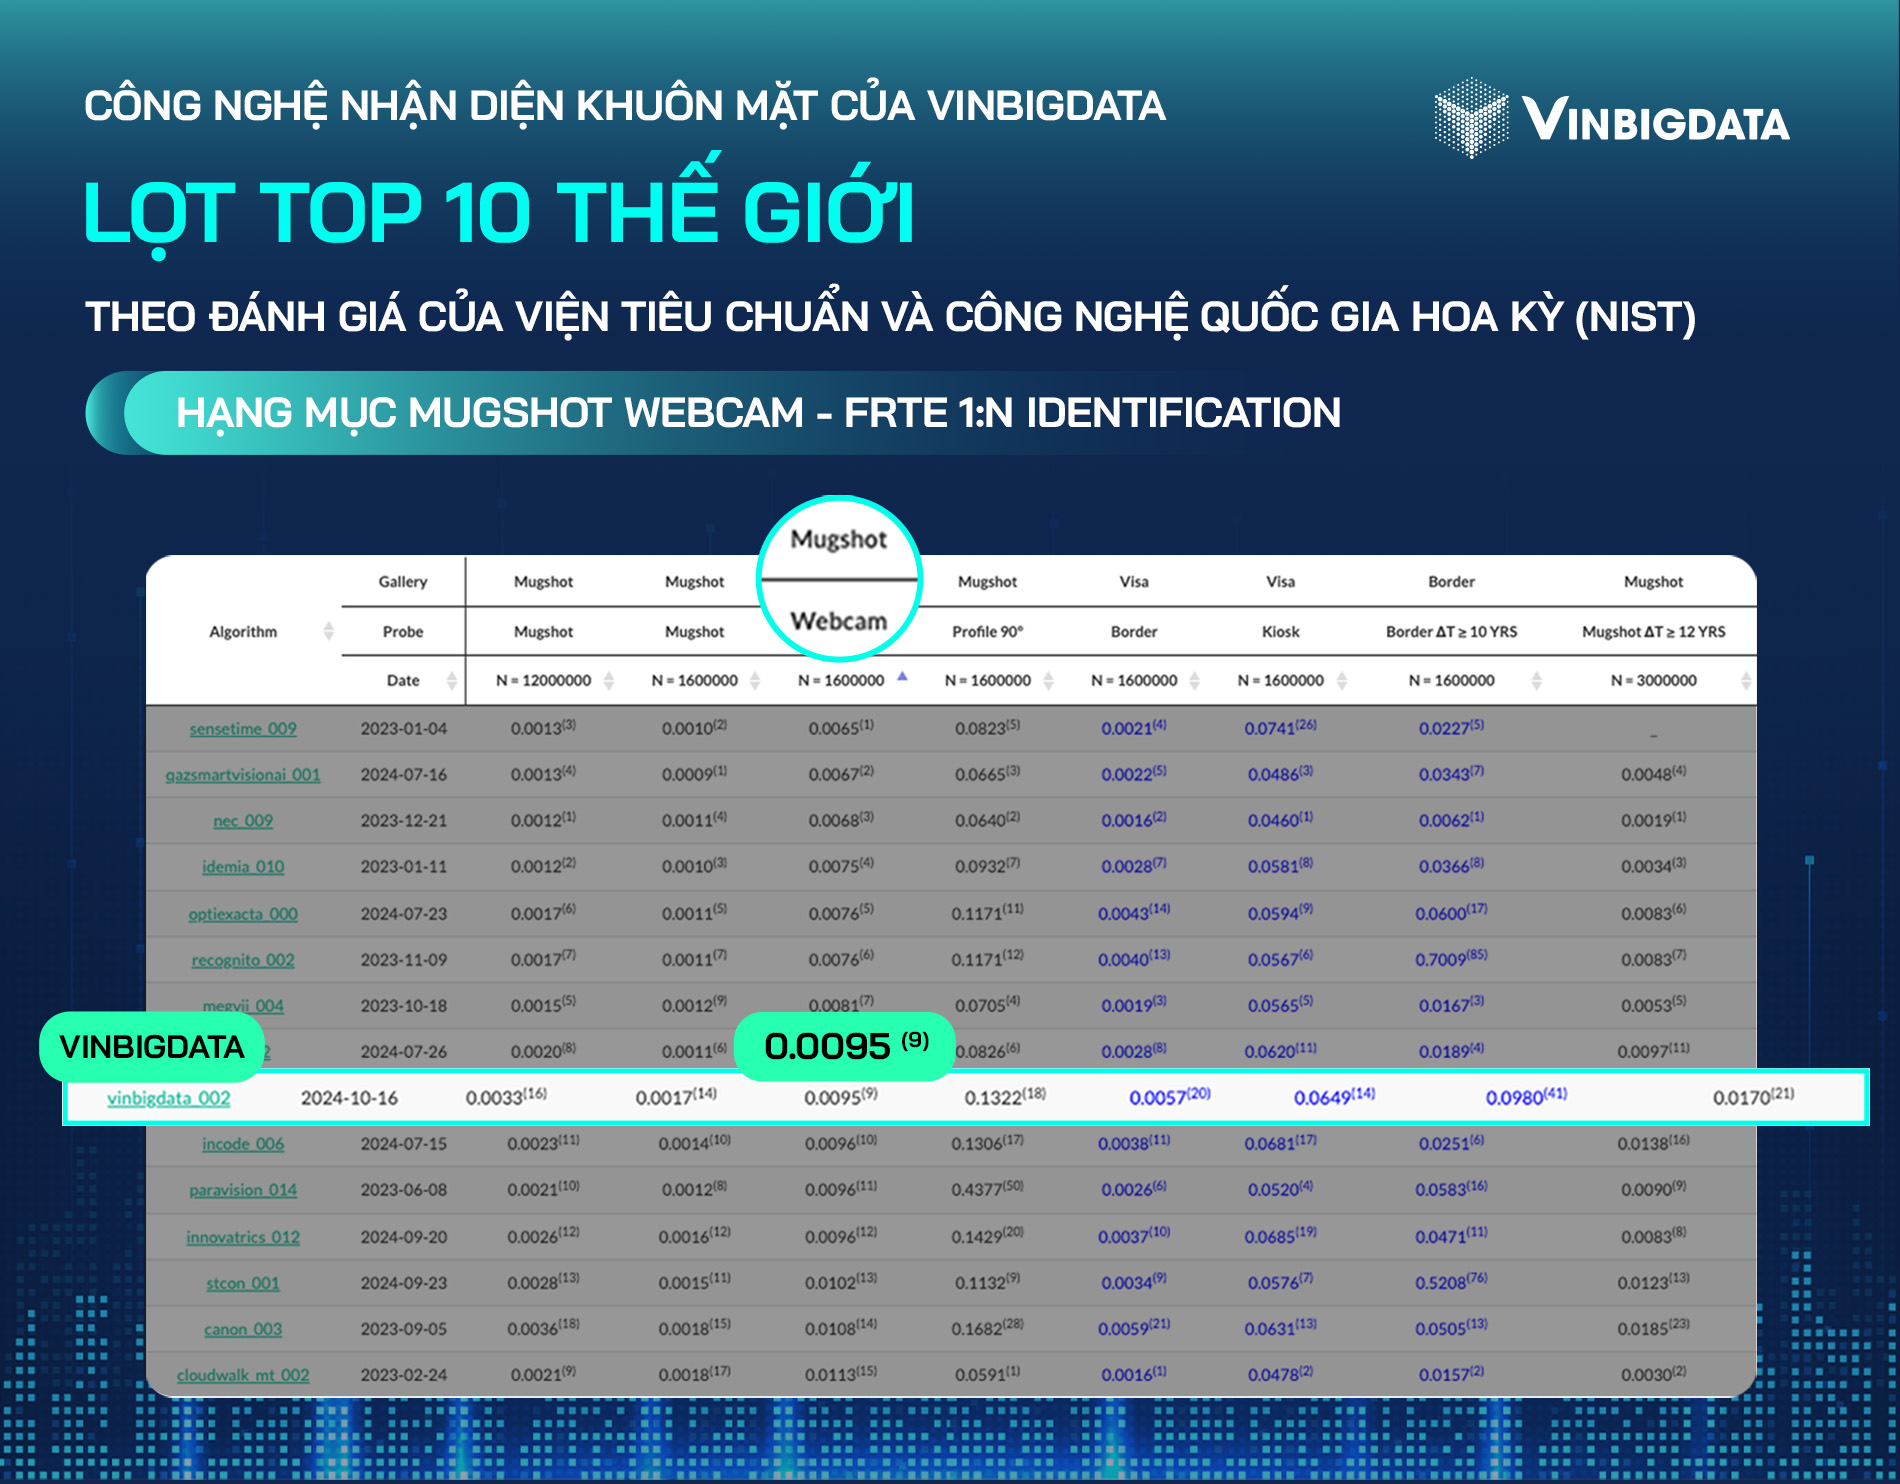 CÔNG NGHỆ NHẬN DIỆN KHUÔN MẶT CỦA VINBIGDATA
VINBIGDATA
LỌT TOP 10 THẾ GIỚI
THEO ĐÁNH GIÁ CỦA VIỆN TIÊU CHUẨN VÀ CÔNG NGHỆ QUỐC GIA HOA KỲ (NIST)
HẠNG MỤC MUGSHOT WEBCAM - FRTE 1:N IDENTIFICATION
Gallery Mugshot Mugshot Mugshot Mugshot Visa Visa Border Mugshot
Algorithm Probe Mugshot Mugshot Webcam Profile 90° Border Kiosk Border ΔT ≥ 10 YRS Mugshot ΔT ≥ 12 YRS
Date N = 12000000 N = 1600000 N = 1600000 N = 1600000 N = 1600000 N = 1600000 N = 1600000 N = 3000000
sensetime_009 2023-01-04 0.0013(3) 0.0010(2) 0.0065(1) 0.0823(5) 0.0021(4) 0.0741(26) 0.0227(5) _
qazsmartvisionai_001 2024-07-16 0.0013(4) 0.0009(1) 0.0067(2) 0.0665(3) 0.0022(5) 0.0486(3) 0.0343(7) 0.0048(4)
nec_009 2023-12-21 0.0012(1) 0.0011(4) 0.0068(3) 0.0640(2) 0.0016(2) 0.0460(1) 0.0062(1) 0.0019(1)
idemia_010 2023-01-11 0.0012(2) 0.0010(3) 0.0075(4) 0.0932(7) 0.0028(7) 0.0581(8) 0.0366(8) 0.0034(3)
optiexacta_000 2024-07-23 0.0017(6) 0.0011(5) 0.0076(5) 0.1171(11) 0.0043(14) 0.0594(9) 0.0600(17) 0.0083(6)
recognito_002 2023-11-09 0.0017(7) 0.0011(7) 0.0076(6) 0.1171(12) 0.0040(13) 0.0567(6) 0.7009(85) 0.0083(7)
megvii_004 2023-10-18 0.0015(5) 0.0012(9) 0.0081(7) 0.0705(4) 0.0019(3) 0.0565(5) 0.0167(3) 0.0053(5)
VINBIGDATA 2 2024-07-26 0.0020(8) 0.0011(6) 0.0095 (9) 0.0826(6) 0.0028(8) 0.0620(11) 0.0189(4) 0.0097(11)
vinbigdata_002 2024-10-16 0.0033(16) 0.0017(14) 0.0095(9) 0.1322(18) 0.0057(20) 0.0649(14) 0.0980(41) 0.0170(21)
incode_006 2024-07-15 0.0023(11) 0.0014(10) 0.0096(10) 0.1306(17) 0.0038(11) 0.0681(17) 0.0251(6) 0.0138(16)
paravision_014 2023-06-08 0.0021(10) 0.0012(8) 0.0096(11) 0.4377(50) 0.0026(6) 0.0520(4) 0.0583(16) 0.0090(9)
innovatrics_012 2024-09-20 0.0026(12) 0.0016(12) 0.0096(12) 0.1429(20) 0.0037(10) 0.0685(19) 0.0471(11) 0.0083(8)
stcon_001 2024-09-23 0.0028(13) 0.0015(11) 0.0102(13) 0.1132(9) 0.0034(9) 0.0576(7) 0.5208(76) 0.0123(13)
canon_003 2023-09-05 0.0036(18) 0.0018(15) 0.0108(14) 0.1682(28) 0.0059(21) 0.0631(13) 0.0505(13) 0.0185(23)
cloudwalk_mt_002 2023-02-24 0.0021(9) 0.0018(17) 0.0113(15) 0.0591(1) 0.0016(1) 0.0478(2) 0.0157(2) 0.0030(2)